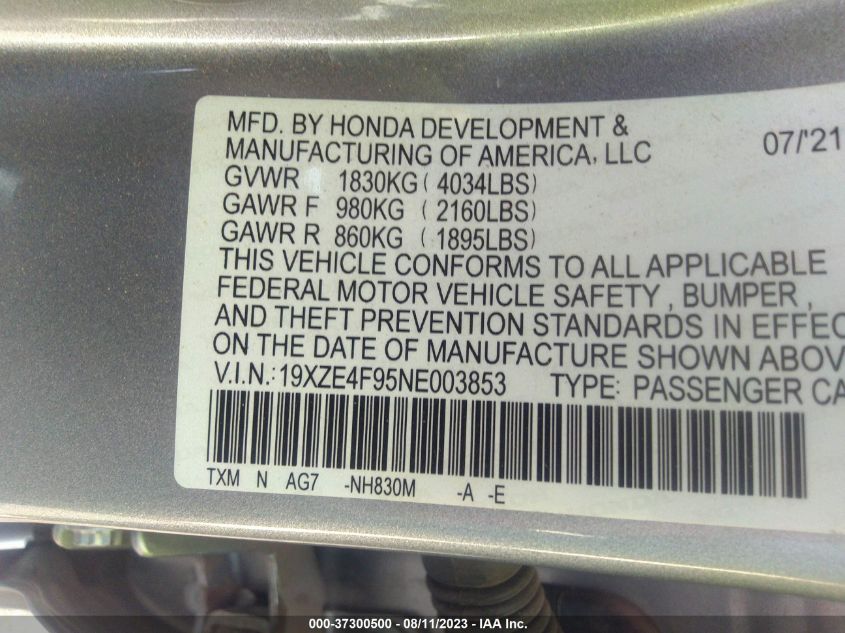 MFD. BY HONDA DEVELOPMENT &
MANUFACTURING OF AMERICA, LLC 07/'21
GVWR 1830KG ( 4034LBS)
GAWR F 980KG ( 2160LBS)
GAWR R 860KG ( 1895LBS)
THIS VEHICLE CONFORMS TO ALL APPLICABLE
FEDERAL MOTOR VEHICLE SAFETY , BUMPER ,
AND THEFT PREVENTION STANDARDS IN EFFEC
ON THE DATE OF MANUFACTURE SHOWN ABOV
V.I.N.: 19XZE4F95NE003853 TYPE: PASSENGER CA
TXM N AG7 -NH830M -A -E
000-37300500 - 08/11/2023 - IAA Inc.